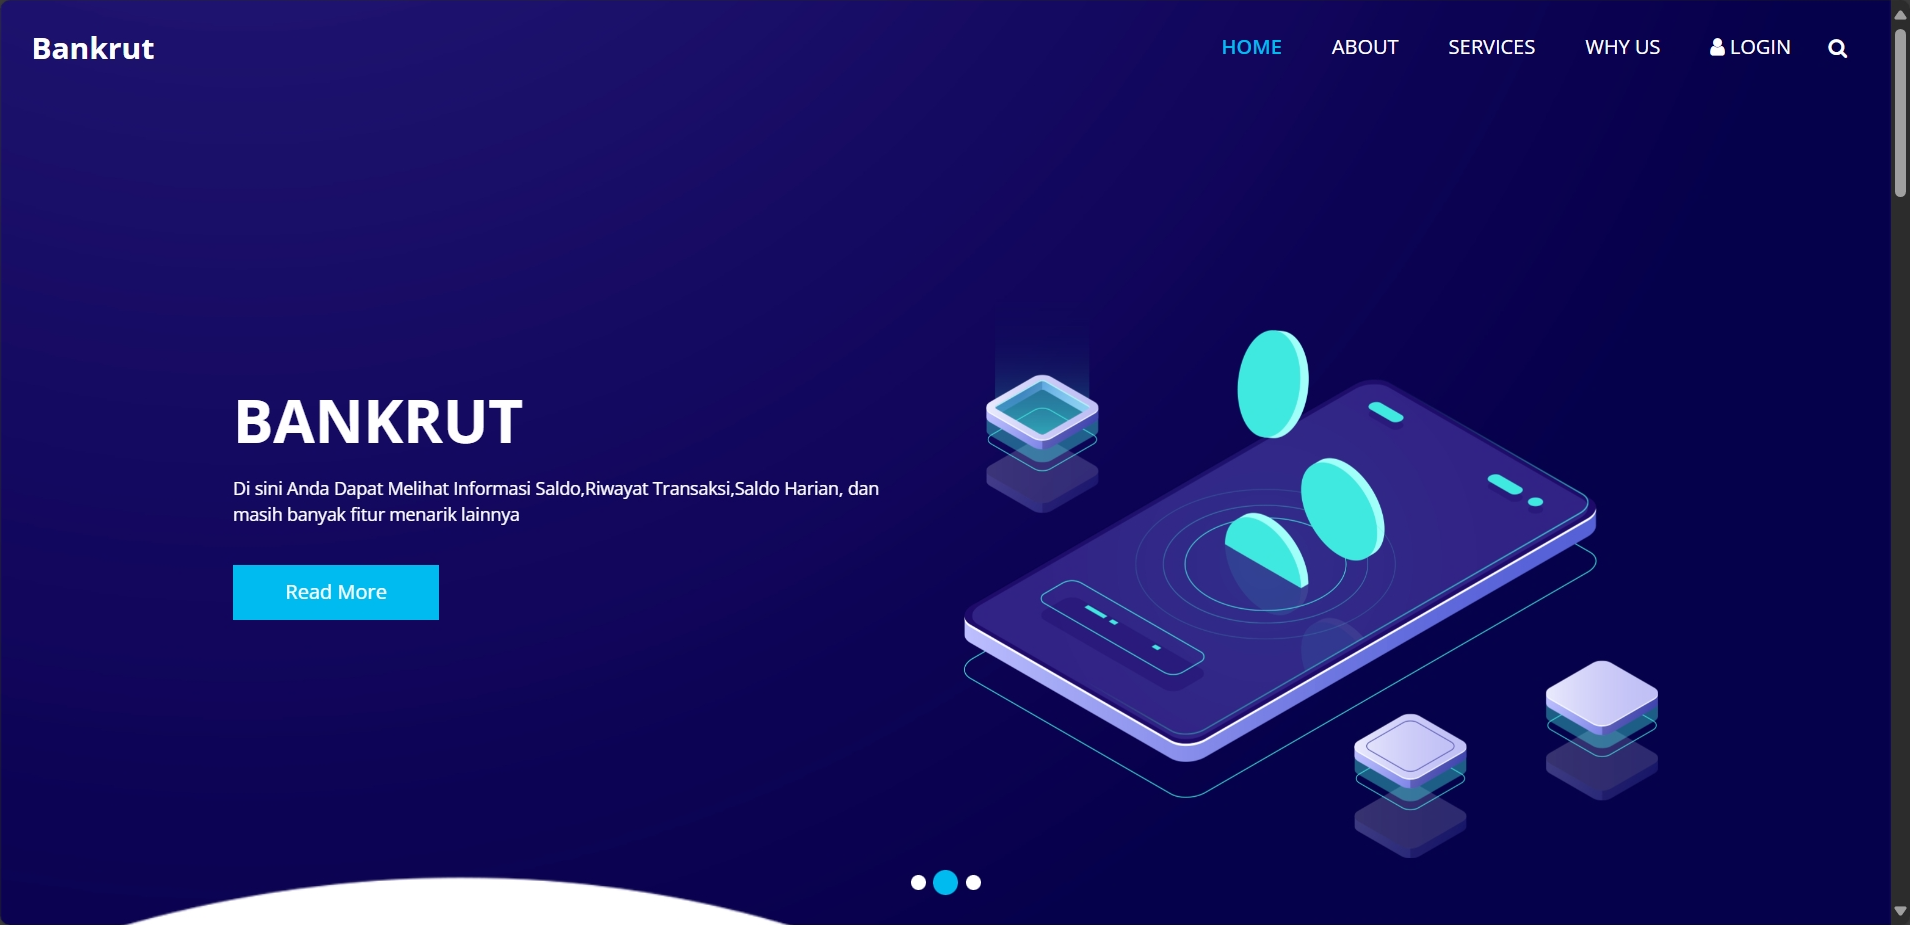 Bankrut
HOME
ABOUT
SERVICES
WHY US
LOGIN
BANKRUT
Di sini Anda Dapat Melihat Informasi Saldo,Riwayat Transaksi,Saldo Harian, dan
masih banyak fitur menarik lainnya
Read More